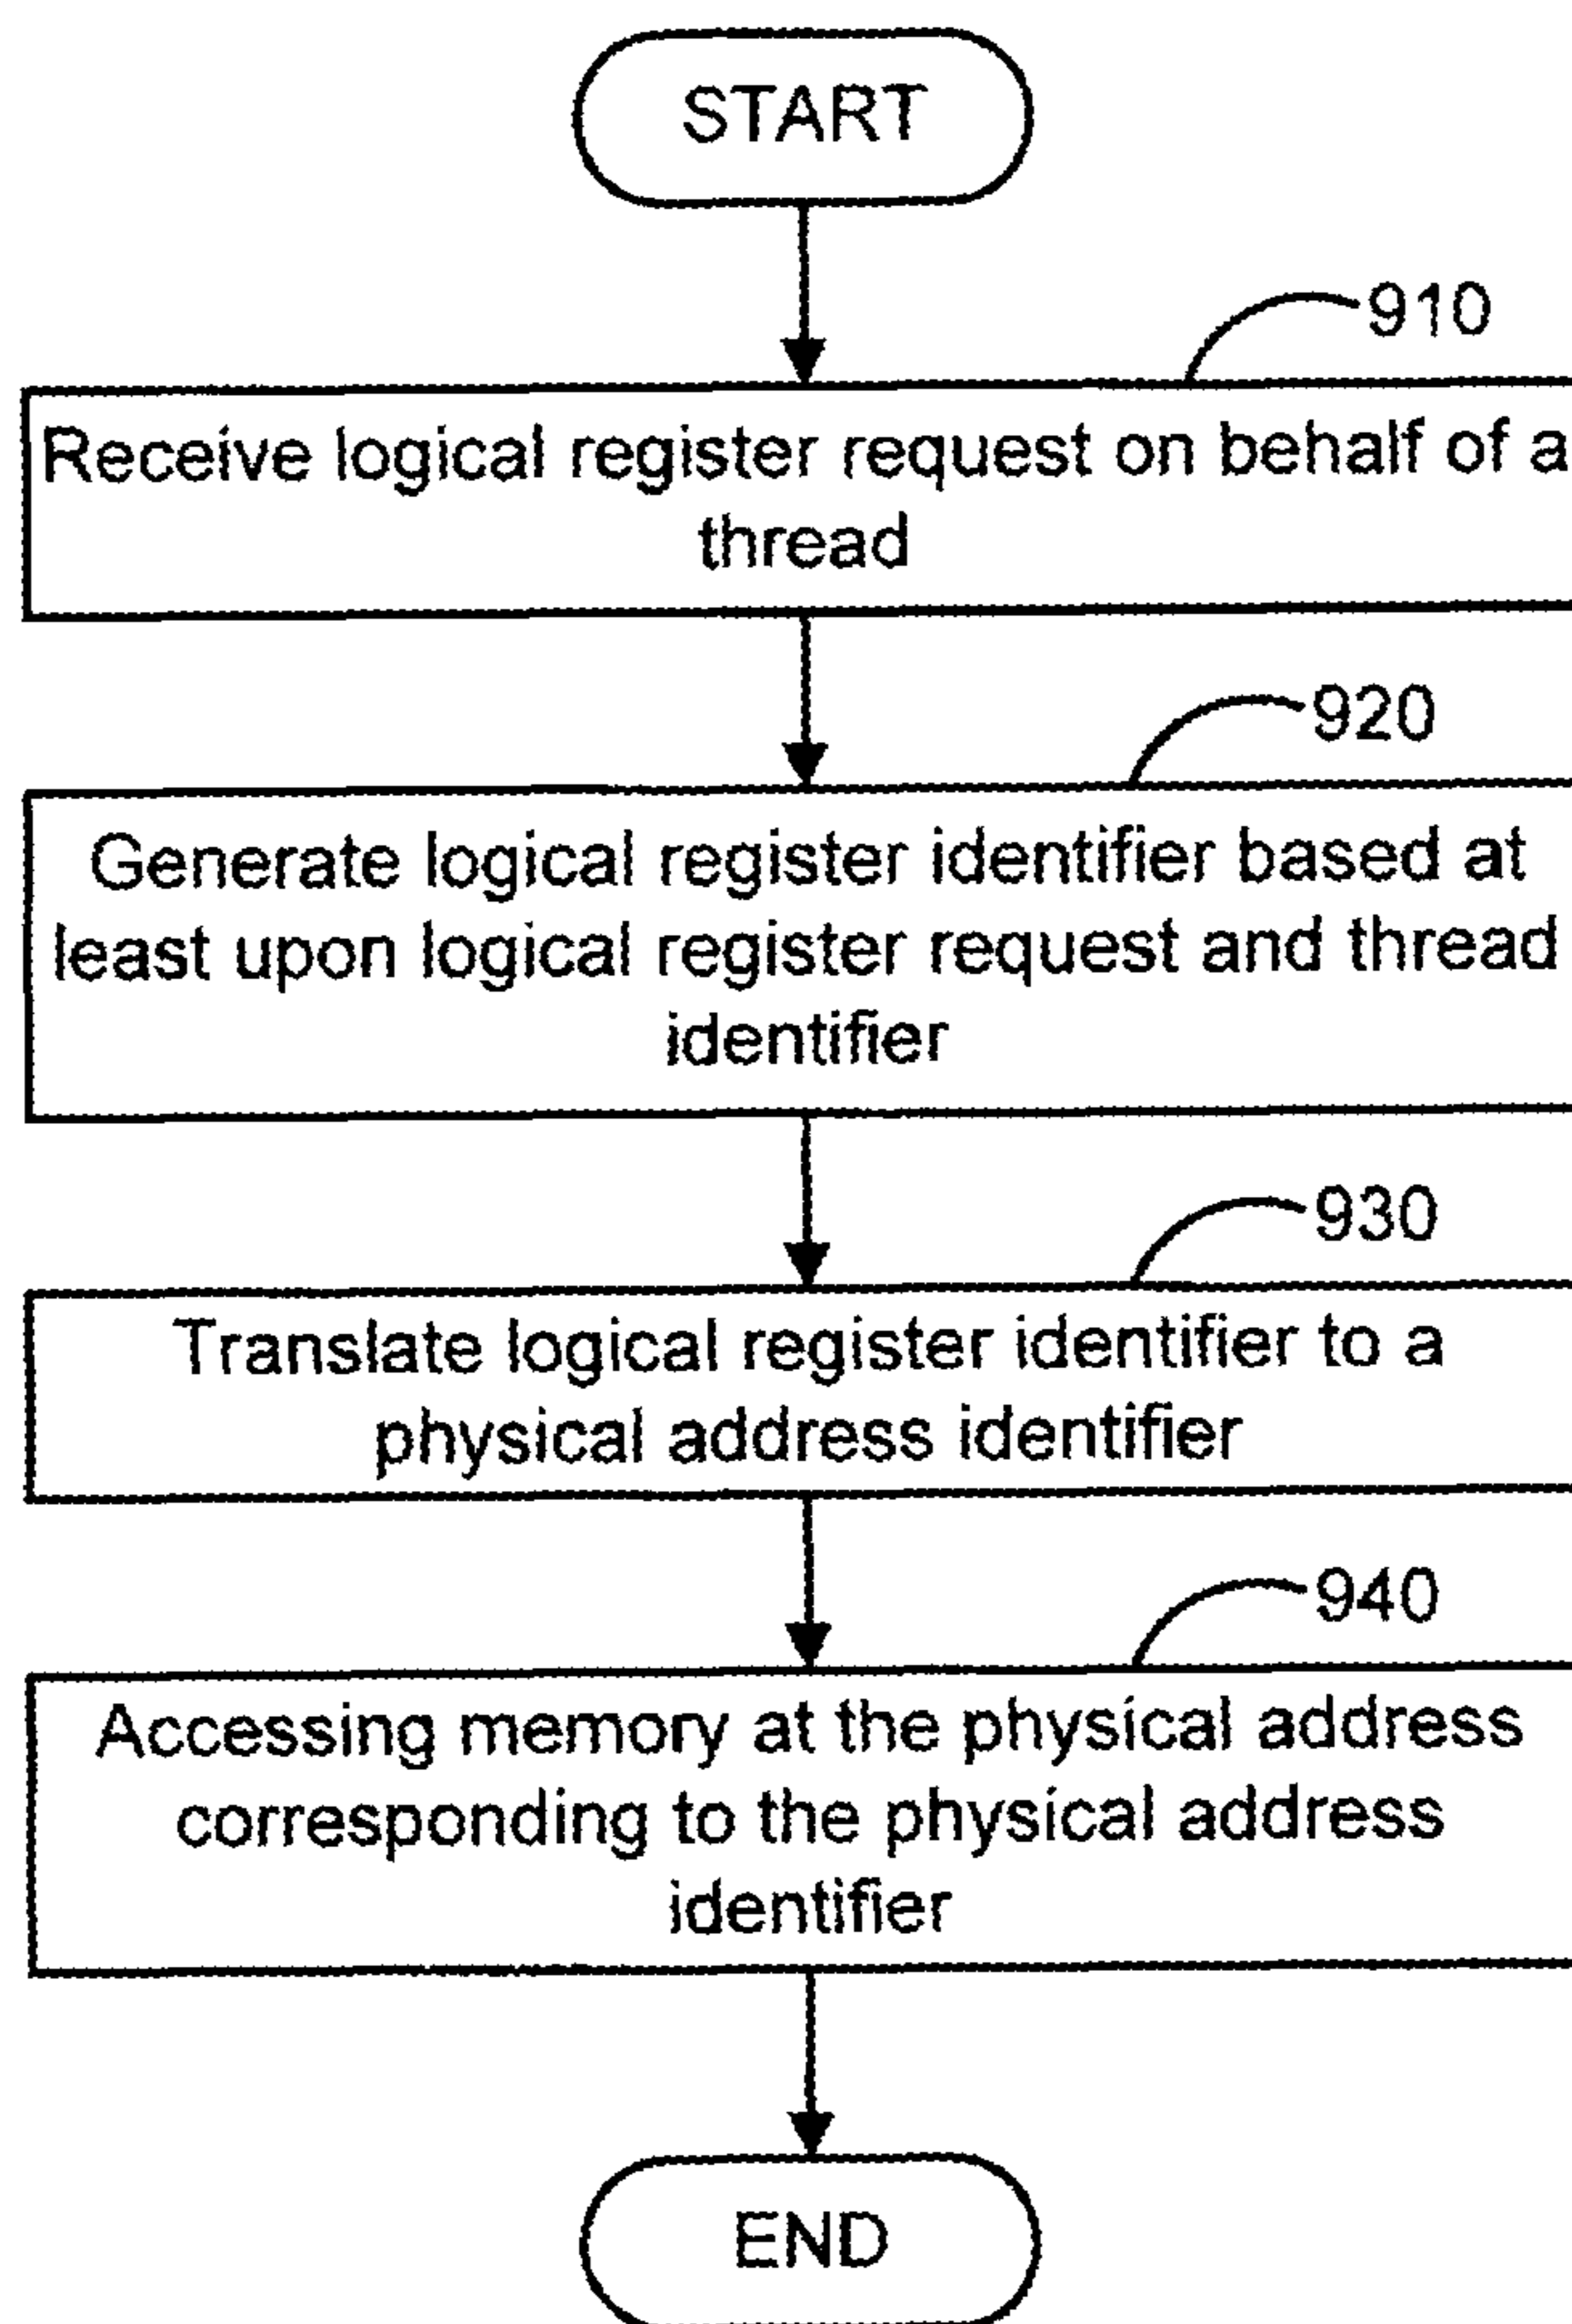 START
910
Receive logical register request on behalf of a
thread
920
Generate logical register identifier based at
least upon logical register request and thread
identifier
930
Translate logical register identifier to a
physical address identifier
940
Accessing memory at the physical address
corresponding to the physical address
identifier
END